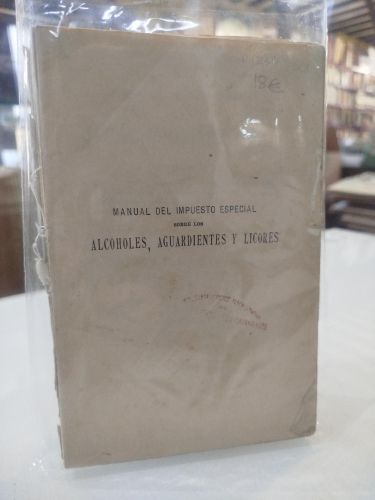 18€
MANUAL DEL IMPUESTO ESPECIAL
SOBRE LOS
ALCOHOLES, AGUARDIENTES Y LICORES